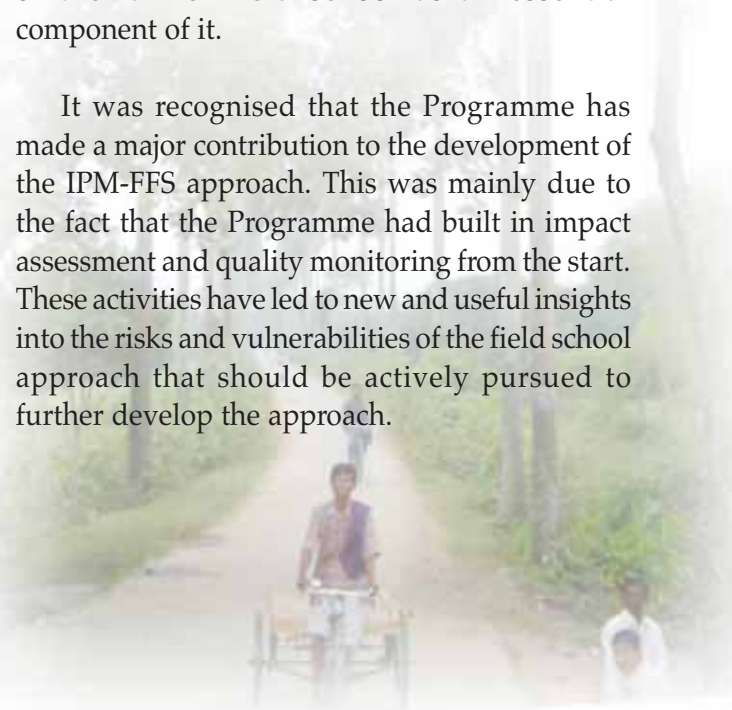 component of it.
It was recognised that the Programme has
made a major contribution to the development of
the IPM-FFS approach. This was mainly due to
the fact that the Programme had built in impact
assessment and quality monitoring from the start.
These activities have led to new and useful insights
into the risks and vulnerabilities of the field school
approach that should be actively pursued to
further develop the approach.